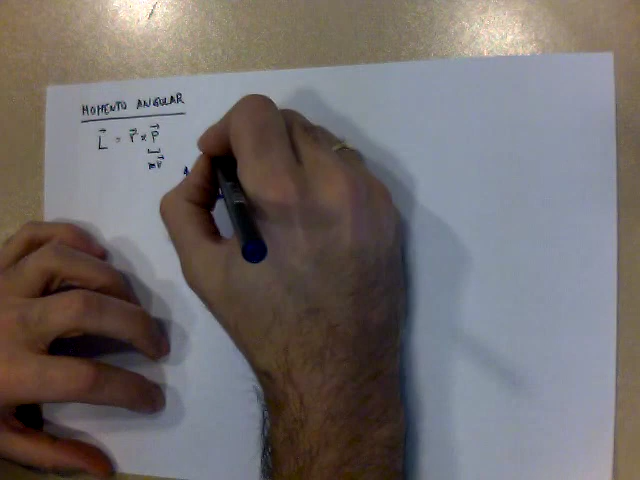 MOMENTO ANGULAR
L⃗ = r⃗ × P⃗
mv⃗